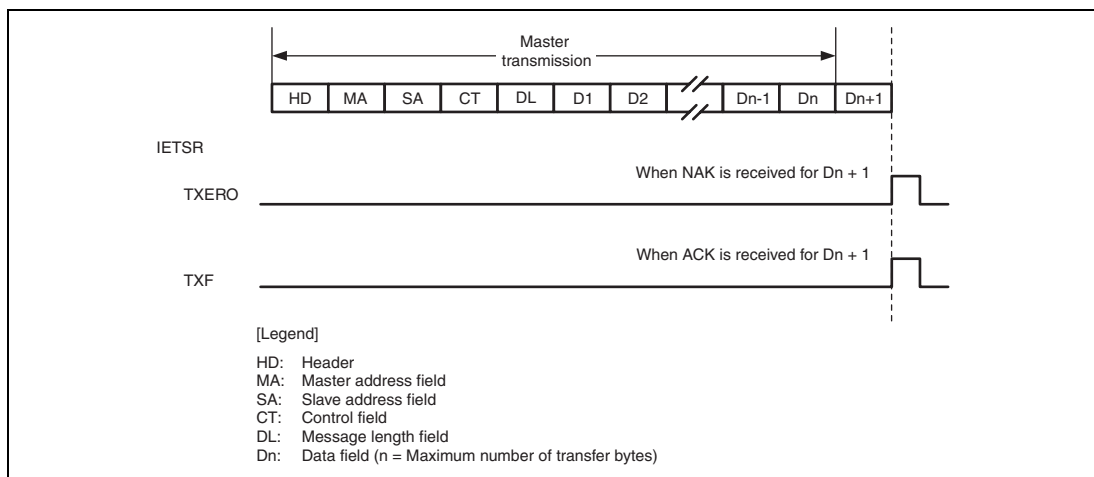 Master
transmission
HD MA SA CT DL D1 D2 Dn-1 Dn Dn+1
IETSR
When NAK is received for Dn + 1
TXERO
When ACK is received for Dn + 1
TXF
[Legend]
HD: Header
MA: Master address field
SA: Slave address field
CT: Control field
DL: Message length field
Dn: Data field (n = Maximum number of transfer bytes)